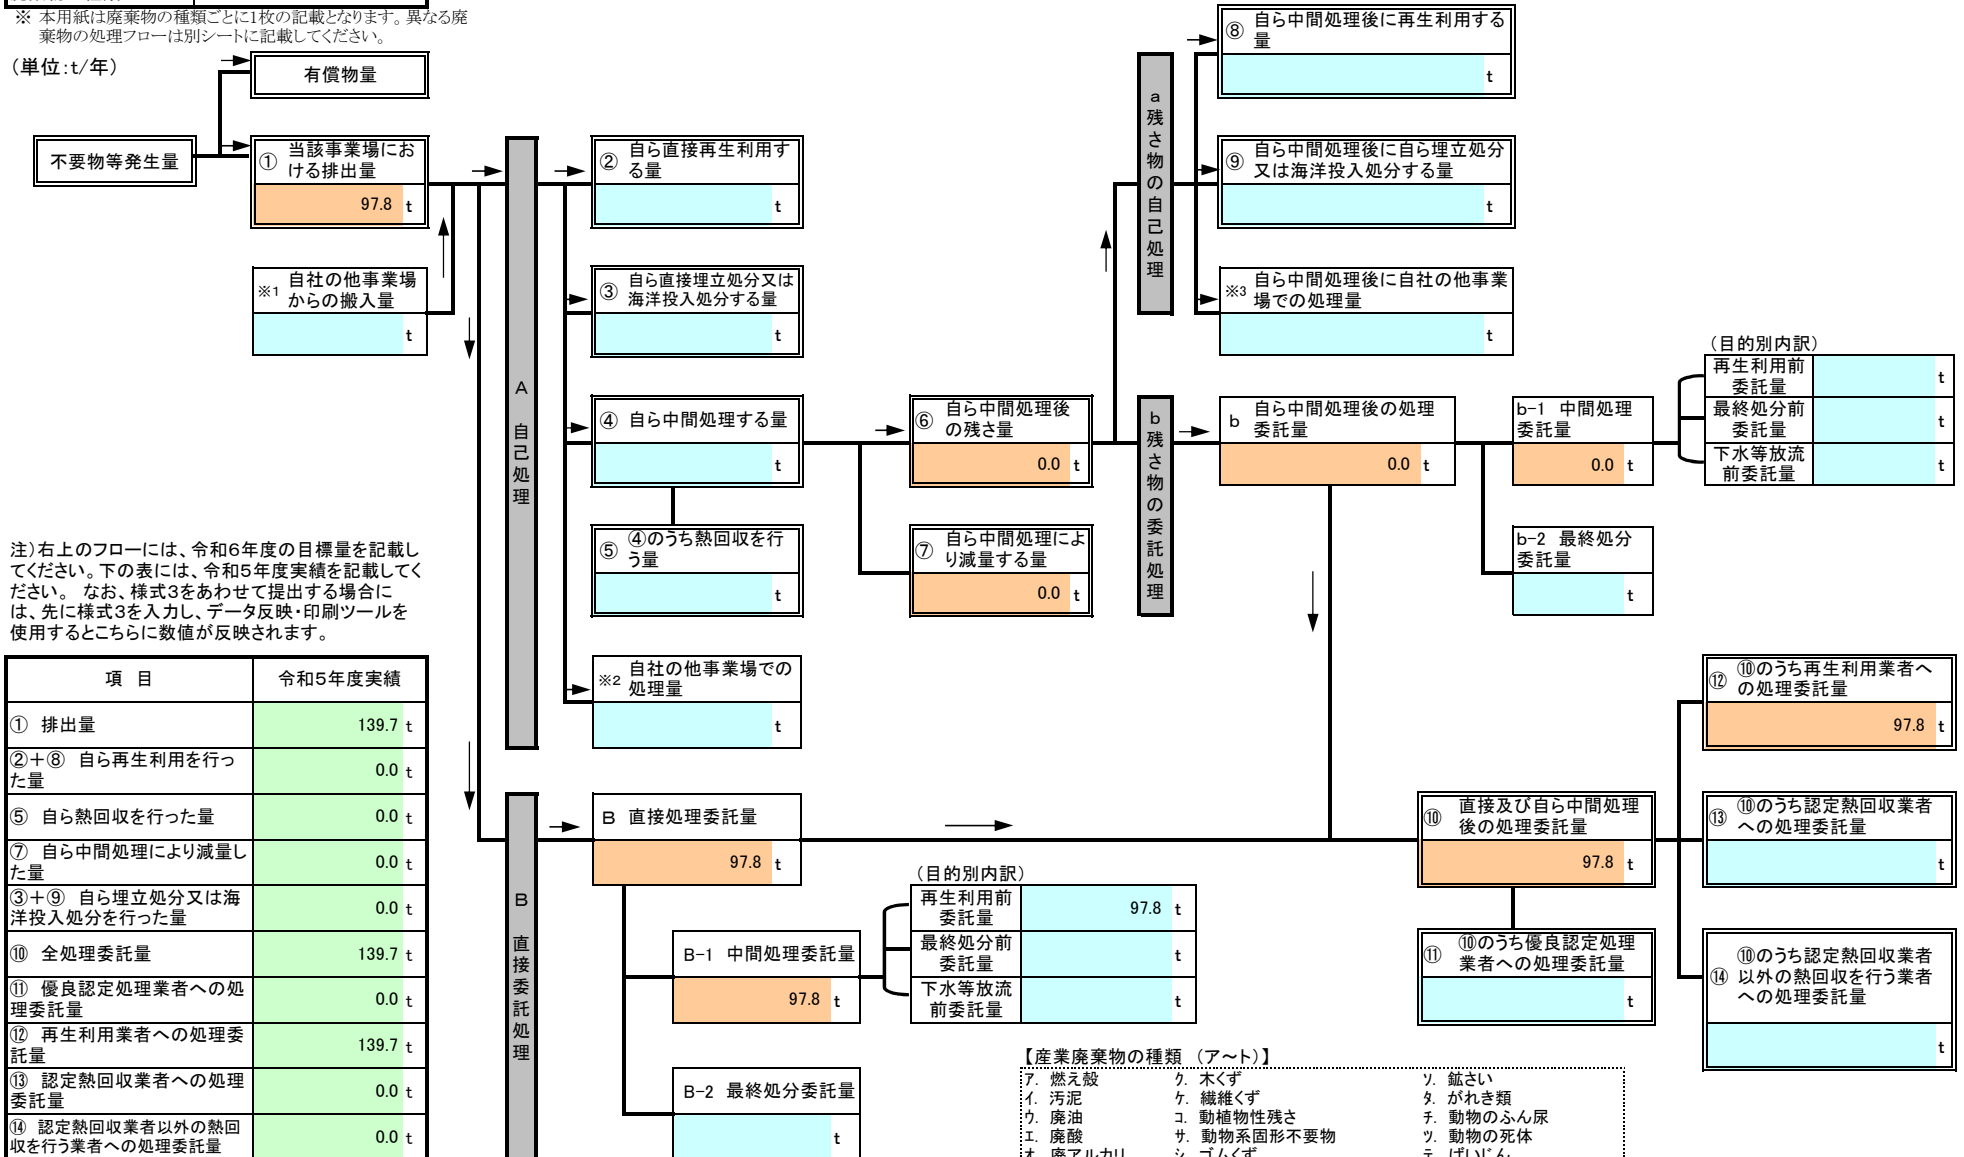 ※ 本用紙は廃棄物の種類ごとに1枚の記載となります。異なる廃
棄物の処理フローは別シートに記載してください。
(単位:t/年)
有償物量
不要物等発生量
① 当該事業場にお
ける排出量
97.8 t
※1 自社の他事業場
からの搬入量
t
A 自己処理
② 自ら直接再生利用す
る量
t
③ 自ら直接埋立処分又は
海洋投入処分する量
t
④ 自ら中間処理する量
t
⑤ ④のうち熱回収を行
う量
t
※2 自社の他事業場での
処理量
t
⑥ 自ら中間処理後
の残さ量
0.0 t
⑦ 自ら中間処理によ
り減量する量
0.0 t
a残さ物の自己処理
⑧ 自ら中間処理後に再生利用する
量
t
⑨ 自ら中間処理後に自ら埋立処分
又は海洋投入処分する量
t
※3 自ら中間処理後に自社の他事業
場での処理量
t
b残さ物の委託処理
b 自ら中間処理後の処理
委託量
0.0 t
b-1 中間処理
委託量
0.0 t
b-2 最終処分
委託量
t
(目的別内訳)
再生利用前
委託量
t
最終処分前
委託量
t
下水等放流
前委託量
t
注)右上のフローには、令和6年度の目標量を記載し
てください。下の表には、令和5年度実績を記載してく
ださい。 なお、様式3をあわせて提出する場合に
は、先に様式3を入力し、データ反映・印刷ツールを
使用するとこちらに数値が反映されます。
項 目 令和5年度実績
① 排出量 139.7 t
②+⑧ 自ら再生利用を行っ
た量
0.0 t
⑤ 自ら熱回収を行った量 0.0 t
⑦ 自ら中間処理により減量し
た量
0.0 t
③+⑨ 自ら埋立処分又は海
洋投入処分を行った量
0.0 t
⑩ 全処理委託量 139.7 t
⑪ 優良認定処理業者への処
理委託量
0.0 t
⑫ 再生利用業者への処理委
託量
139.7 t
⑬ 認定熱回収業者への処理
委託量
0.0 t
⑭ 認定熱回収業者以外の熱回
収を行う業者への処理委託量
0.0 t
B 直接委託処理
B 直接処理委託量
97.8 t
B-1 中間処理委託量
97.8 t
B-2 最終処分委託量
t
(目的別内訳)
再生利用前
委託量
97.8 t
最終処分前
委託量
t
下水等放流
前委託量
t
⑩ 直接及び自ら中間処理
後の処理委託量
97.8 t
⑪ ⑩のうち優良認定処理
業者への処理委託量
t
⑫ ⑩のうち再生利用業者へ
の処理委託量
97.8 t
⑬ ⑩のうち認定熱回収業者
への処理委託量
t
⑭ ⑩のうち認定熱回収業者
以外の熱回収を行う業者
への処理委託量
t
【産業廃棄物の種類 (ア~ト)】
ア. 燃え殻 ク. 木くず ソ. 鉱さい
イ. 汚泥 ケ. 繊維くず タ. がれき類
ウ. 廃油 コ. 動植物性残さ チ. 動物のふん尿
エ. 廃酸 サ. 動物系固形不要物 ツ. 動物の死体
オ. 廃アルカリ シ. ゴムくず テ. ばいじん